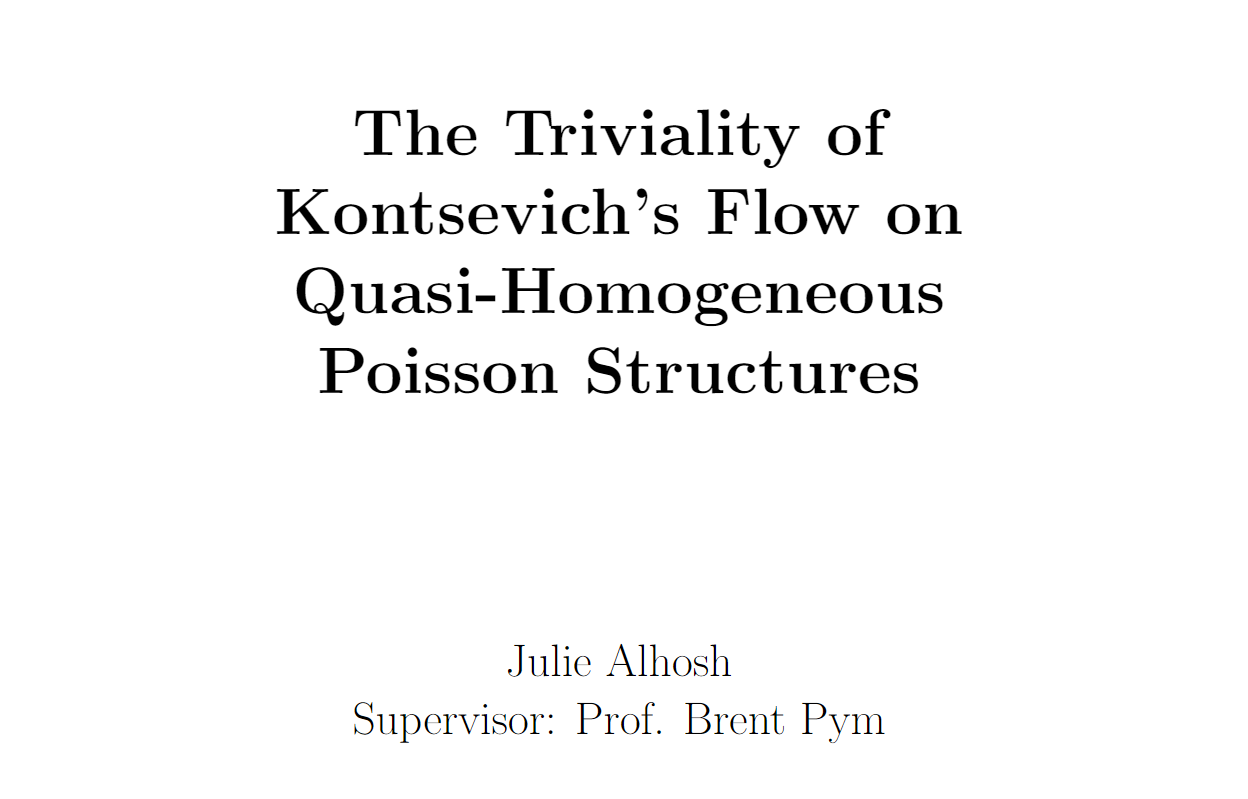 The Triviality of
Kontsevich's Flow on
Quasi-Homogeneous
Poisson Structures
Julie Alhosh
Supervisor: Prof. Brent Pym